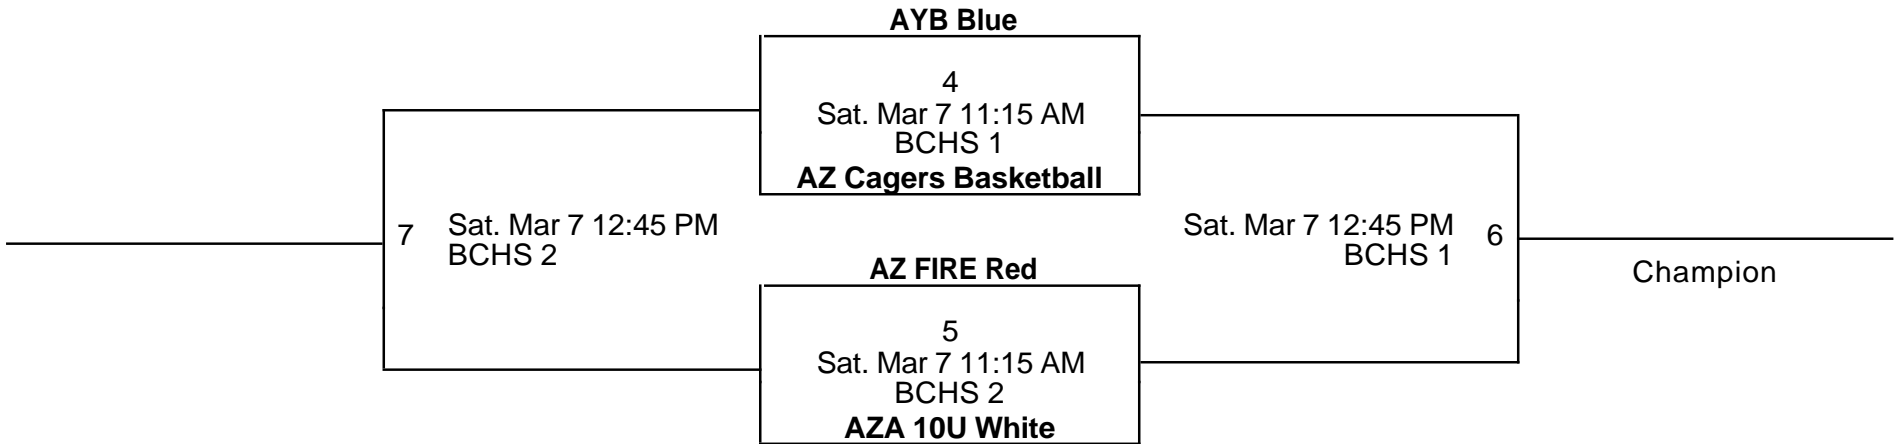 AYB Blue
4
Sat. Mar 7 11:15 AM
BCHS 1
AZ Cagers Basketball
7
Sat. Mar 7 12:45 PM
BCHS 2
Sat. Mar 7 12:45 PM
BCHS 1
6
Champion
AZ FIRE Red
5
Sat. Mar 7 11:15 AM
BCHS 2
AZA 10U White